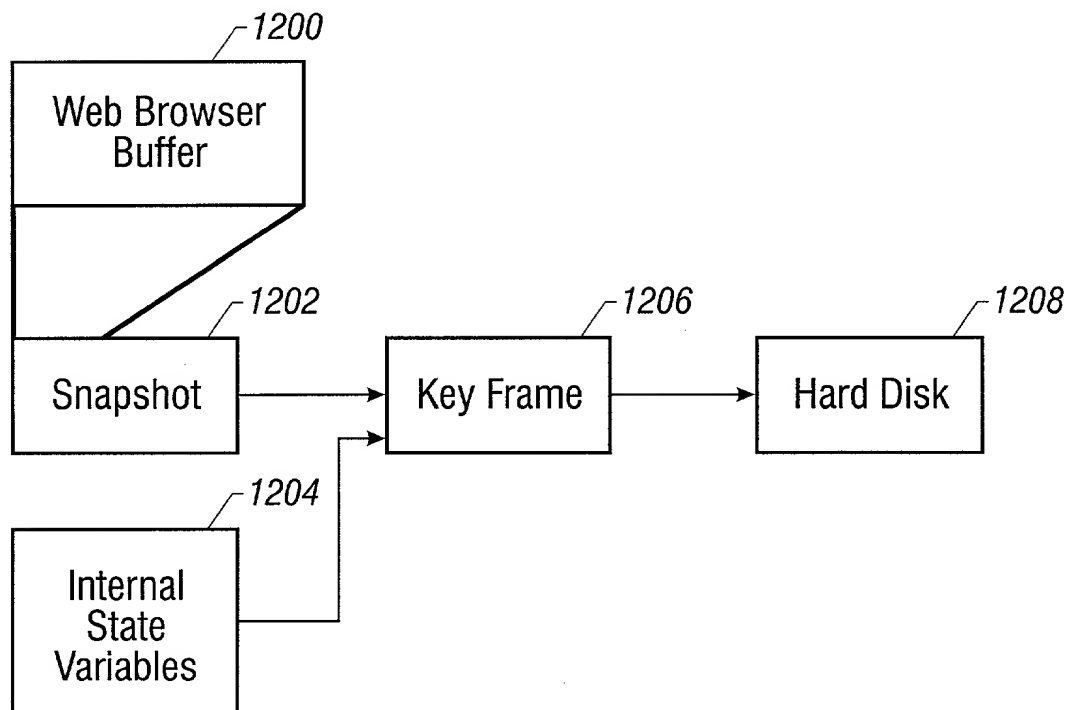 1200
Web Browser
Buffer
1202
Snapshot
1206
Key Frame
1208
Hard Disk
1204
Internal
State
Variables